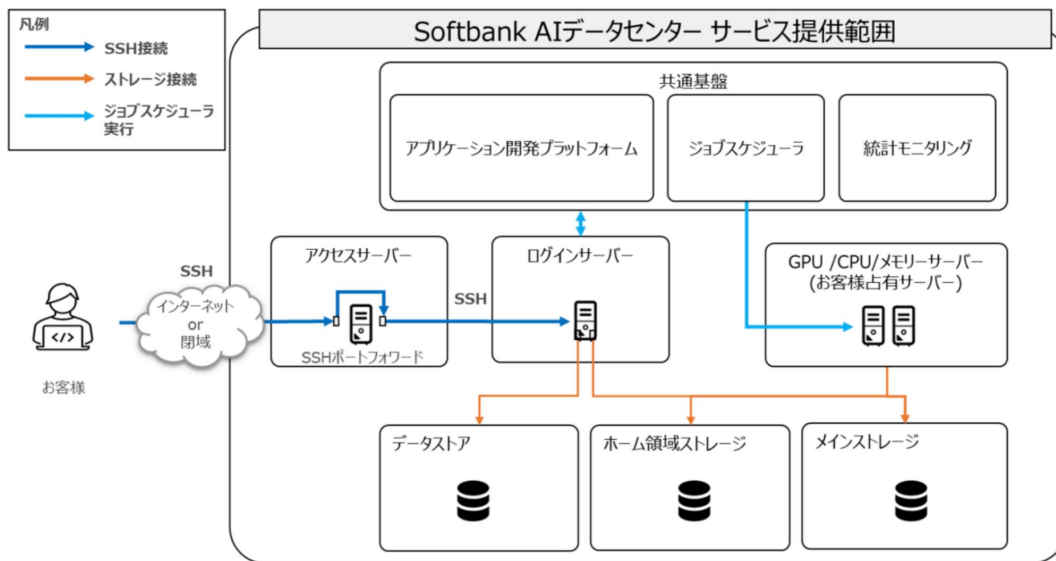 凡例
SSH接続
ストレージ接続
ジョブスケジューラ
実行
Softbank AIデータセンター サービス提供範囲
共通基盤
アプリケーション開発プラットフォーム
ジョブスケジューラ
統計モニタリング
アクセスサーバー
ログインサーバー
GPU /CPU/メモリーサーバー
(お客様占有サーバー)
SSH
インターネット
or
閉域
SSH
SSHポートフォワード
お客様
データストア
ホーム領域ストレージ
メインストレージ